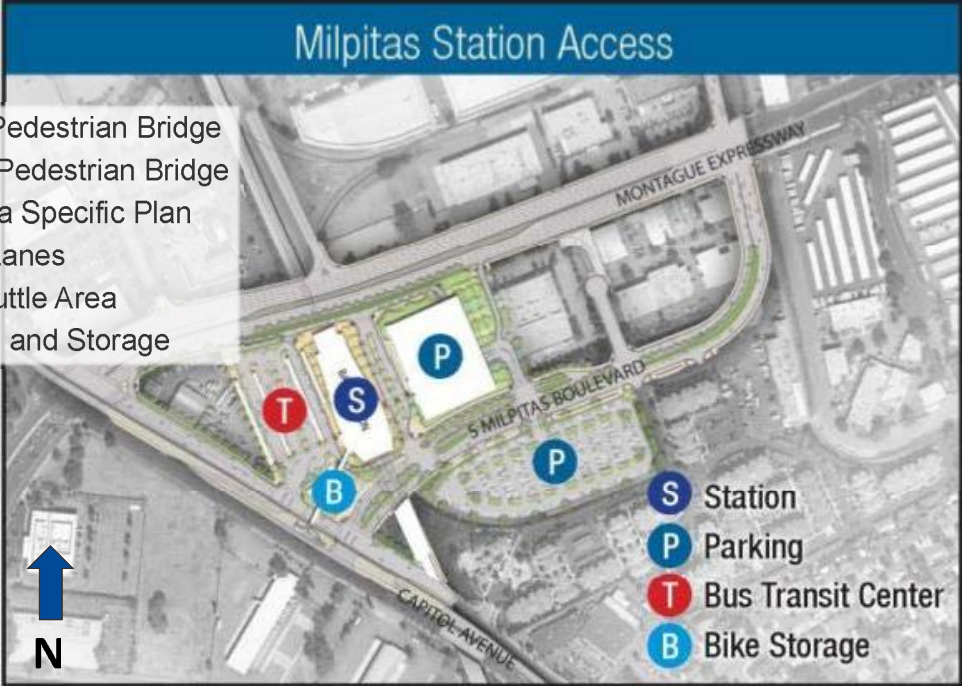 Milpitas Station Access
Pedestrian Bridge
Pedestrian Bridge
a Specific Plan
anes
uttle Area
and Storage
MONTAGUE EXPRESSWAY
P
S
T
S MILPITAS BOULEVARD
P
B
S Station
P Parking
T Bus Transit Center
B Bike Storage
CAPITOL AVENUE
N